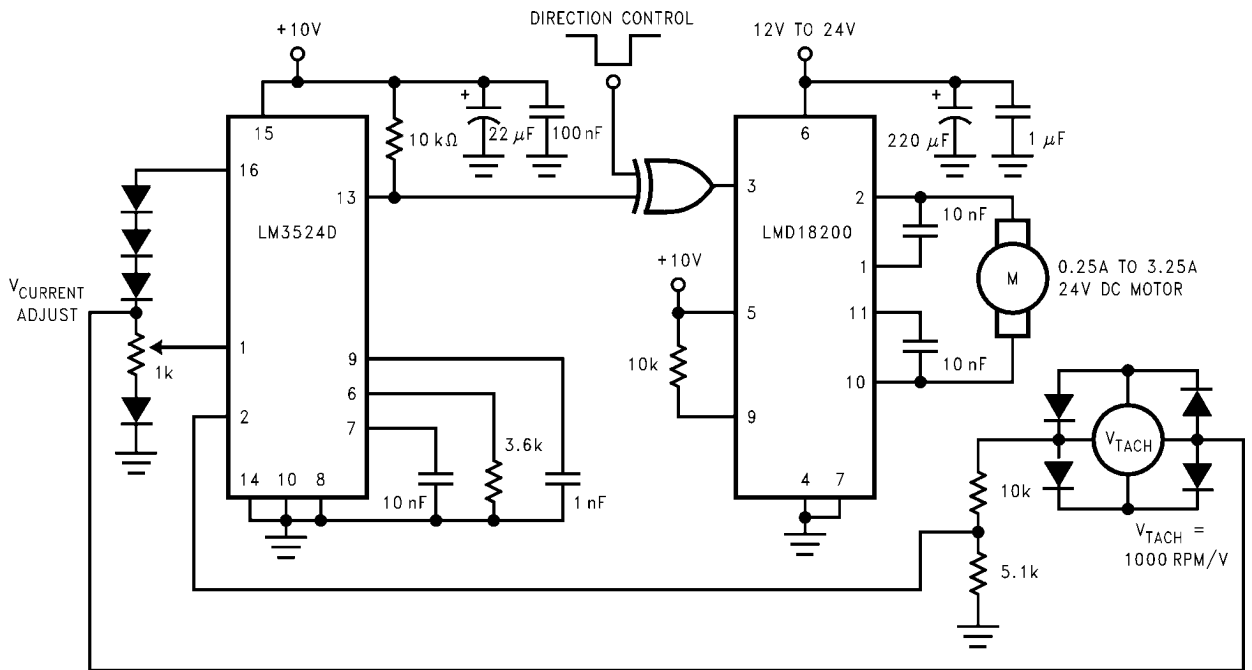 DIRECTION CONTROL
+10V
12V TO 24V
15
+
10 kΩ
22 µF
100 nF
6
+
220 µF
1 µF
16
13
3
2
10 nF
LM3524D
LMD18200
1
M
0.25A TO 3.25A
24V DC MOTOR
+10V
V CURRENT
ADJUST
5
11
10 nF
1
1k
9
10k
10
6
2
7
3.6k
9
V TACH
14
10
8
10 nF
1 nF
4
7
10k
V TACH =
1000 RPM/V
5.1k